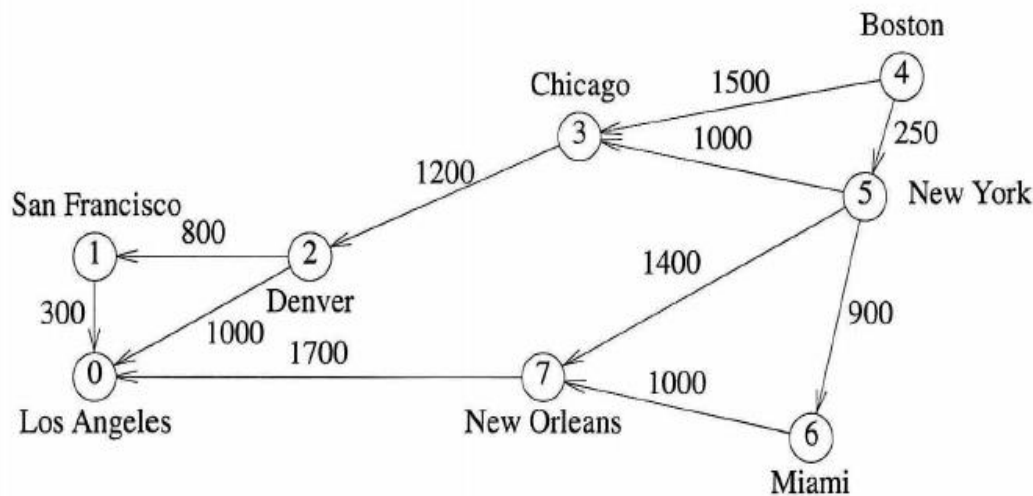 Boston
4
1500
Chicago
3
1000
250
5 New York
1200
San Francisco
1
800
2
1400
Denver
300
1000
900
1700
0
7
1000
Los Angeles
New Orleans
6
Miami